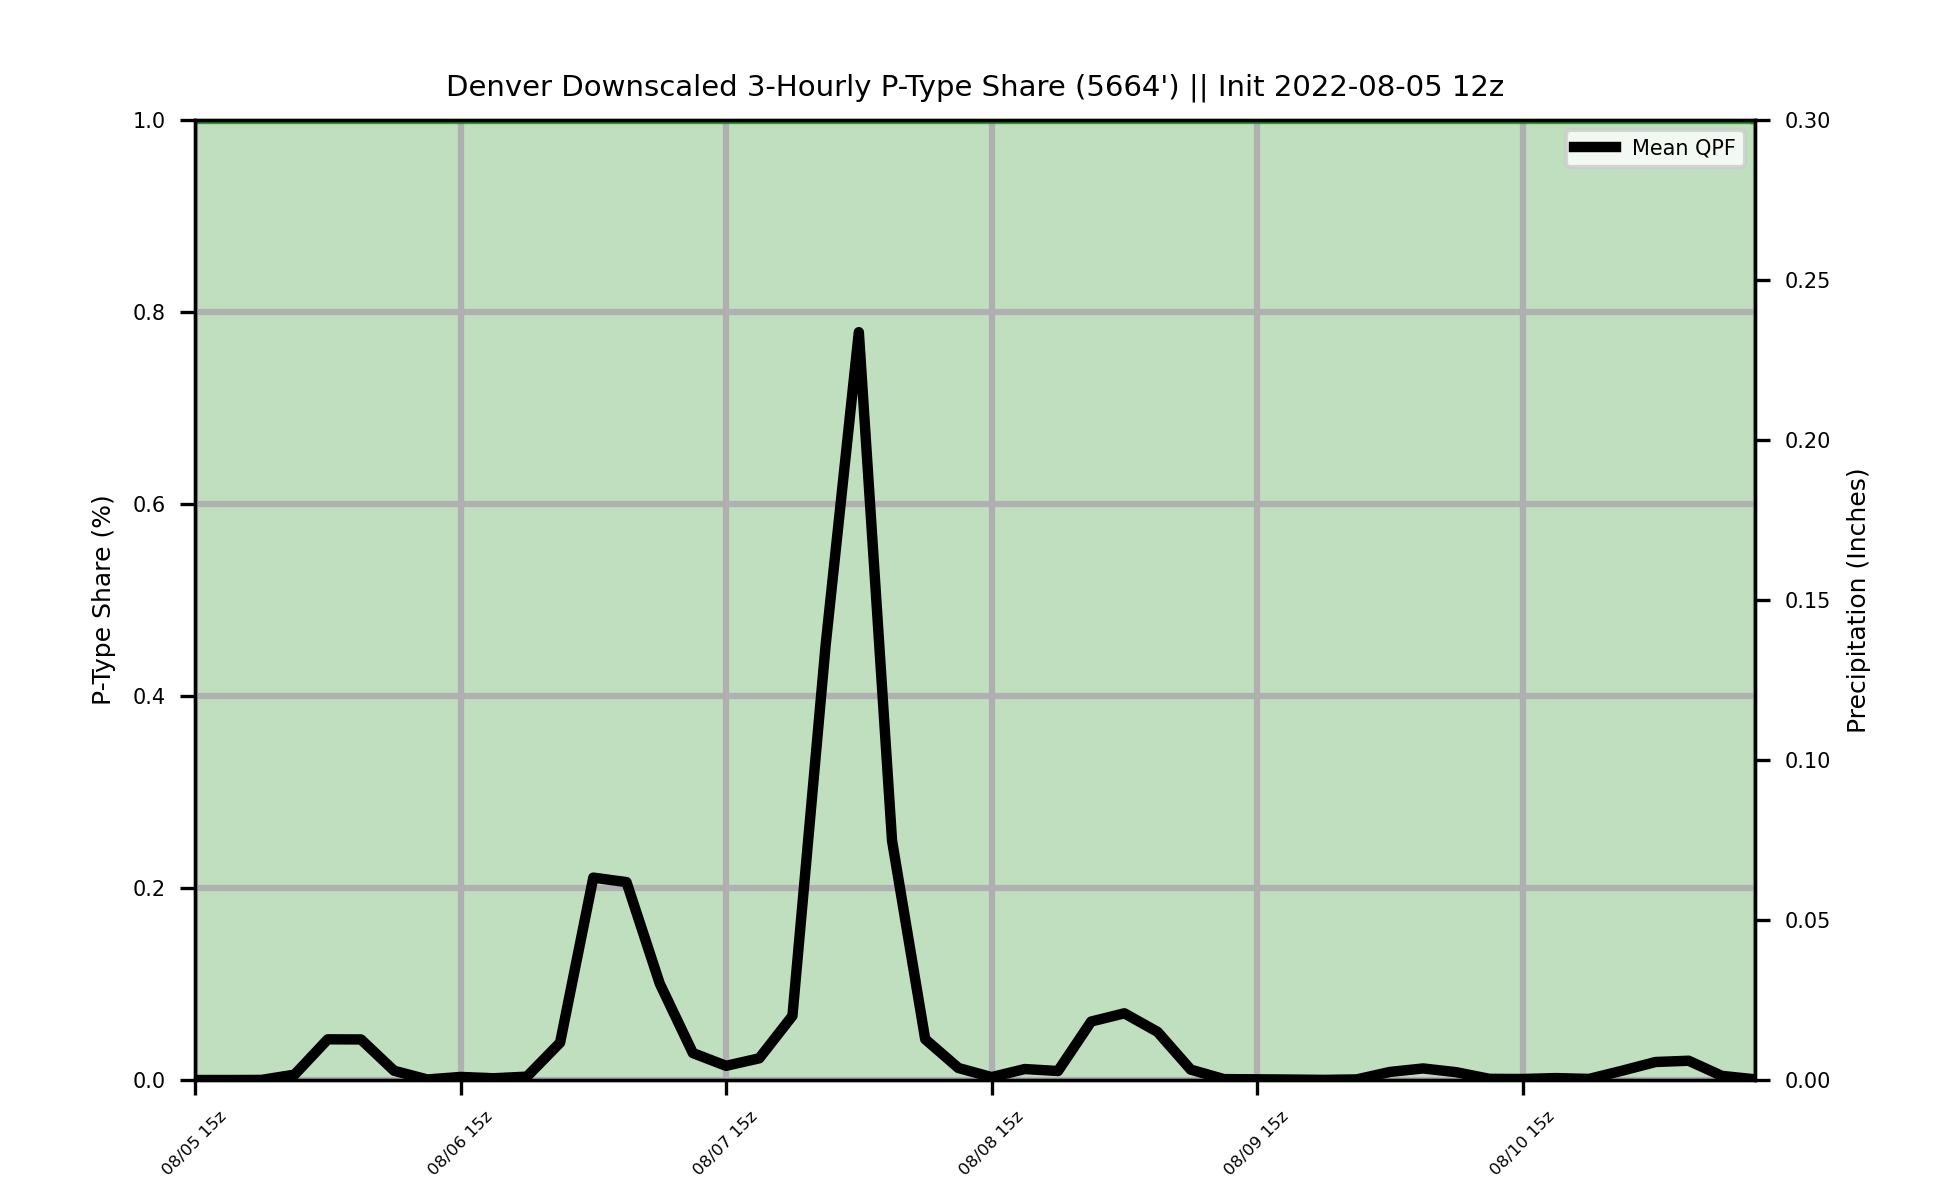 Denver Downscaled 3-Hourly P-Type Share (5664') || Init 2022-08-05 12z
Mean QPF
P-Type Share (%)
1.0
0.8
0.6
0.4
0.2
0.0
0.30
0.25
0.20
0.15
0.10
0.05
0.00
Precipitation (Inches)
08/05 15z
08/06 15z
08/07 15z
08/08 15z
08/09 15z
08/10 15z